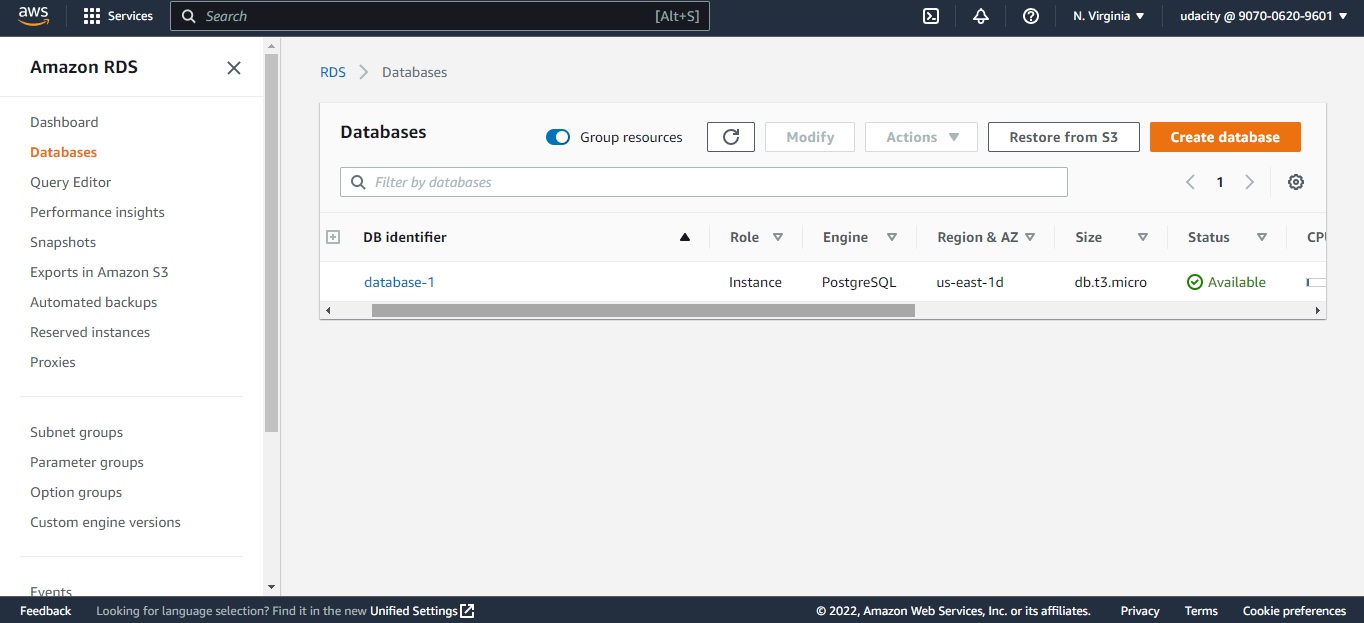 aws Services Search [Alt+S] N. Virginia udacity @ 9070-0620-9601
Amazon RDS
Dashboard
Databases
Query Editor
Performance insights
Snapshots
Exports in Amazon S3
Automated backups
Reserved instances
Proxies
Subnet groups
Parameter groups
Option groups
Custom engine versions
Events
RDS Databases
Databases Group resources Modify Actions Restore from S3 Create database
Filter by databases 1
DB identifier Role Engine Region & AZ Size Status CPU
database-1 Instance PostgreSQL us-east-1d db.t3.micro Available
Feedback Looking for language selection? Find it in the new Unified Settings © 2022, Amazon Web Services, Inc. or its affiliates. Privacy Terms Cookie preferences